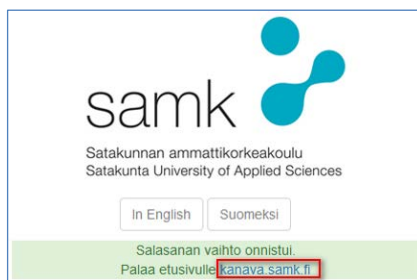 samk
Satakunnan ammattikorkeakoulu
Satakunta University of Applied Sciences
In English Suomeksi
Salasanan vaihto onnistui.
Palaa etusivulle kanava.samk.fi